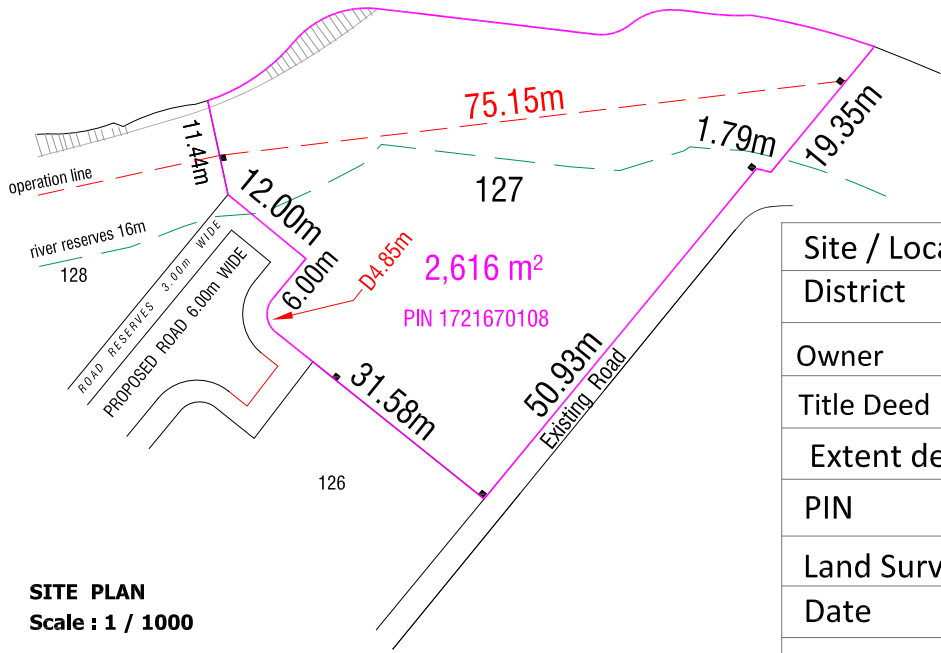 75.15m
1.79m
19.35m
11.44m
operation line
12.00m
127
river reserves 16m
128
ROAD RESERVES 3.00m WIDE
PROPOSED ROAD 6.00m WIDE
6.00m
D4.85m
2,616 m²
PIN 1721670108
31.58m
50.93m
Existing Road
126
SITE PLAN
Scale : 1 / 1000
Site / Loca
District
Owner
Title Deed
Extent de
PIN
Land Surv
Date